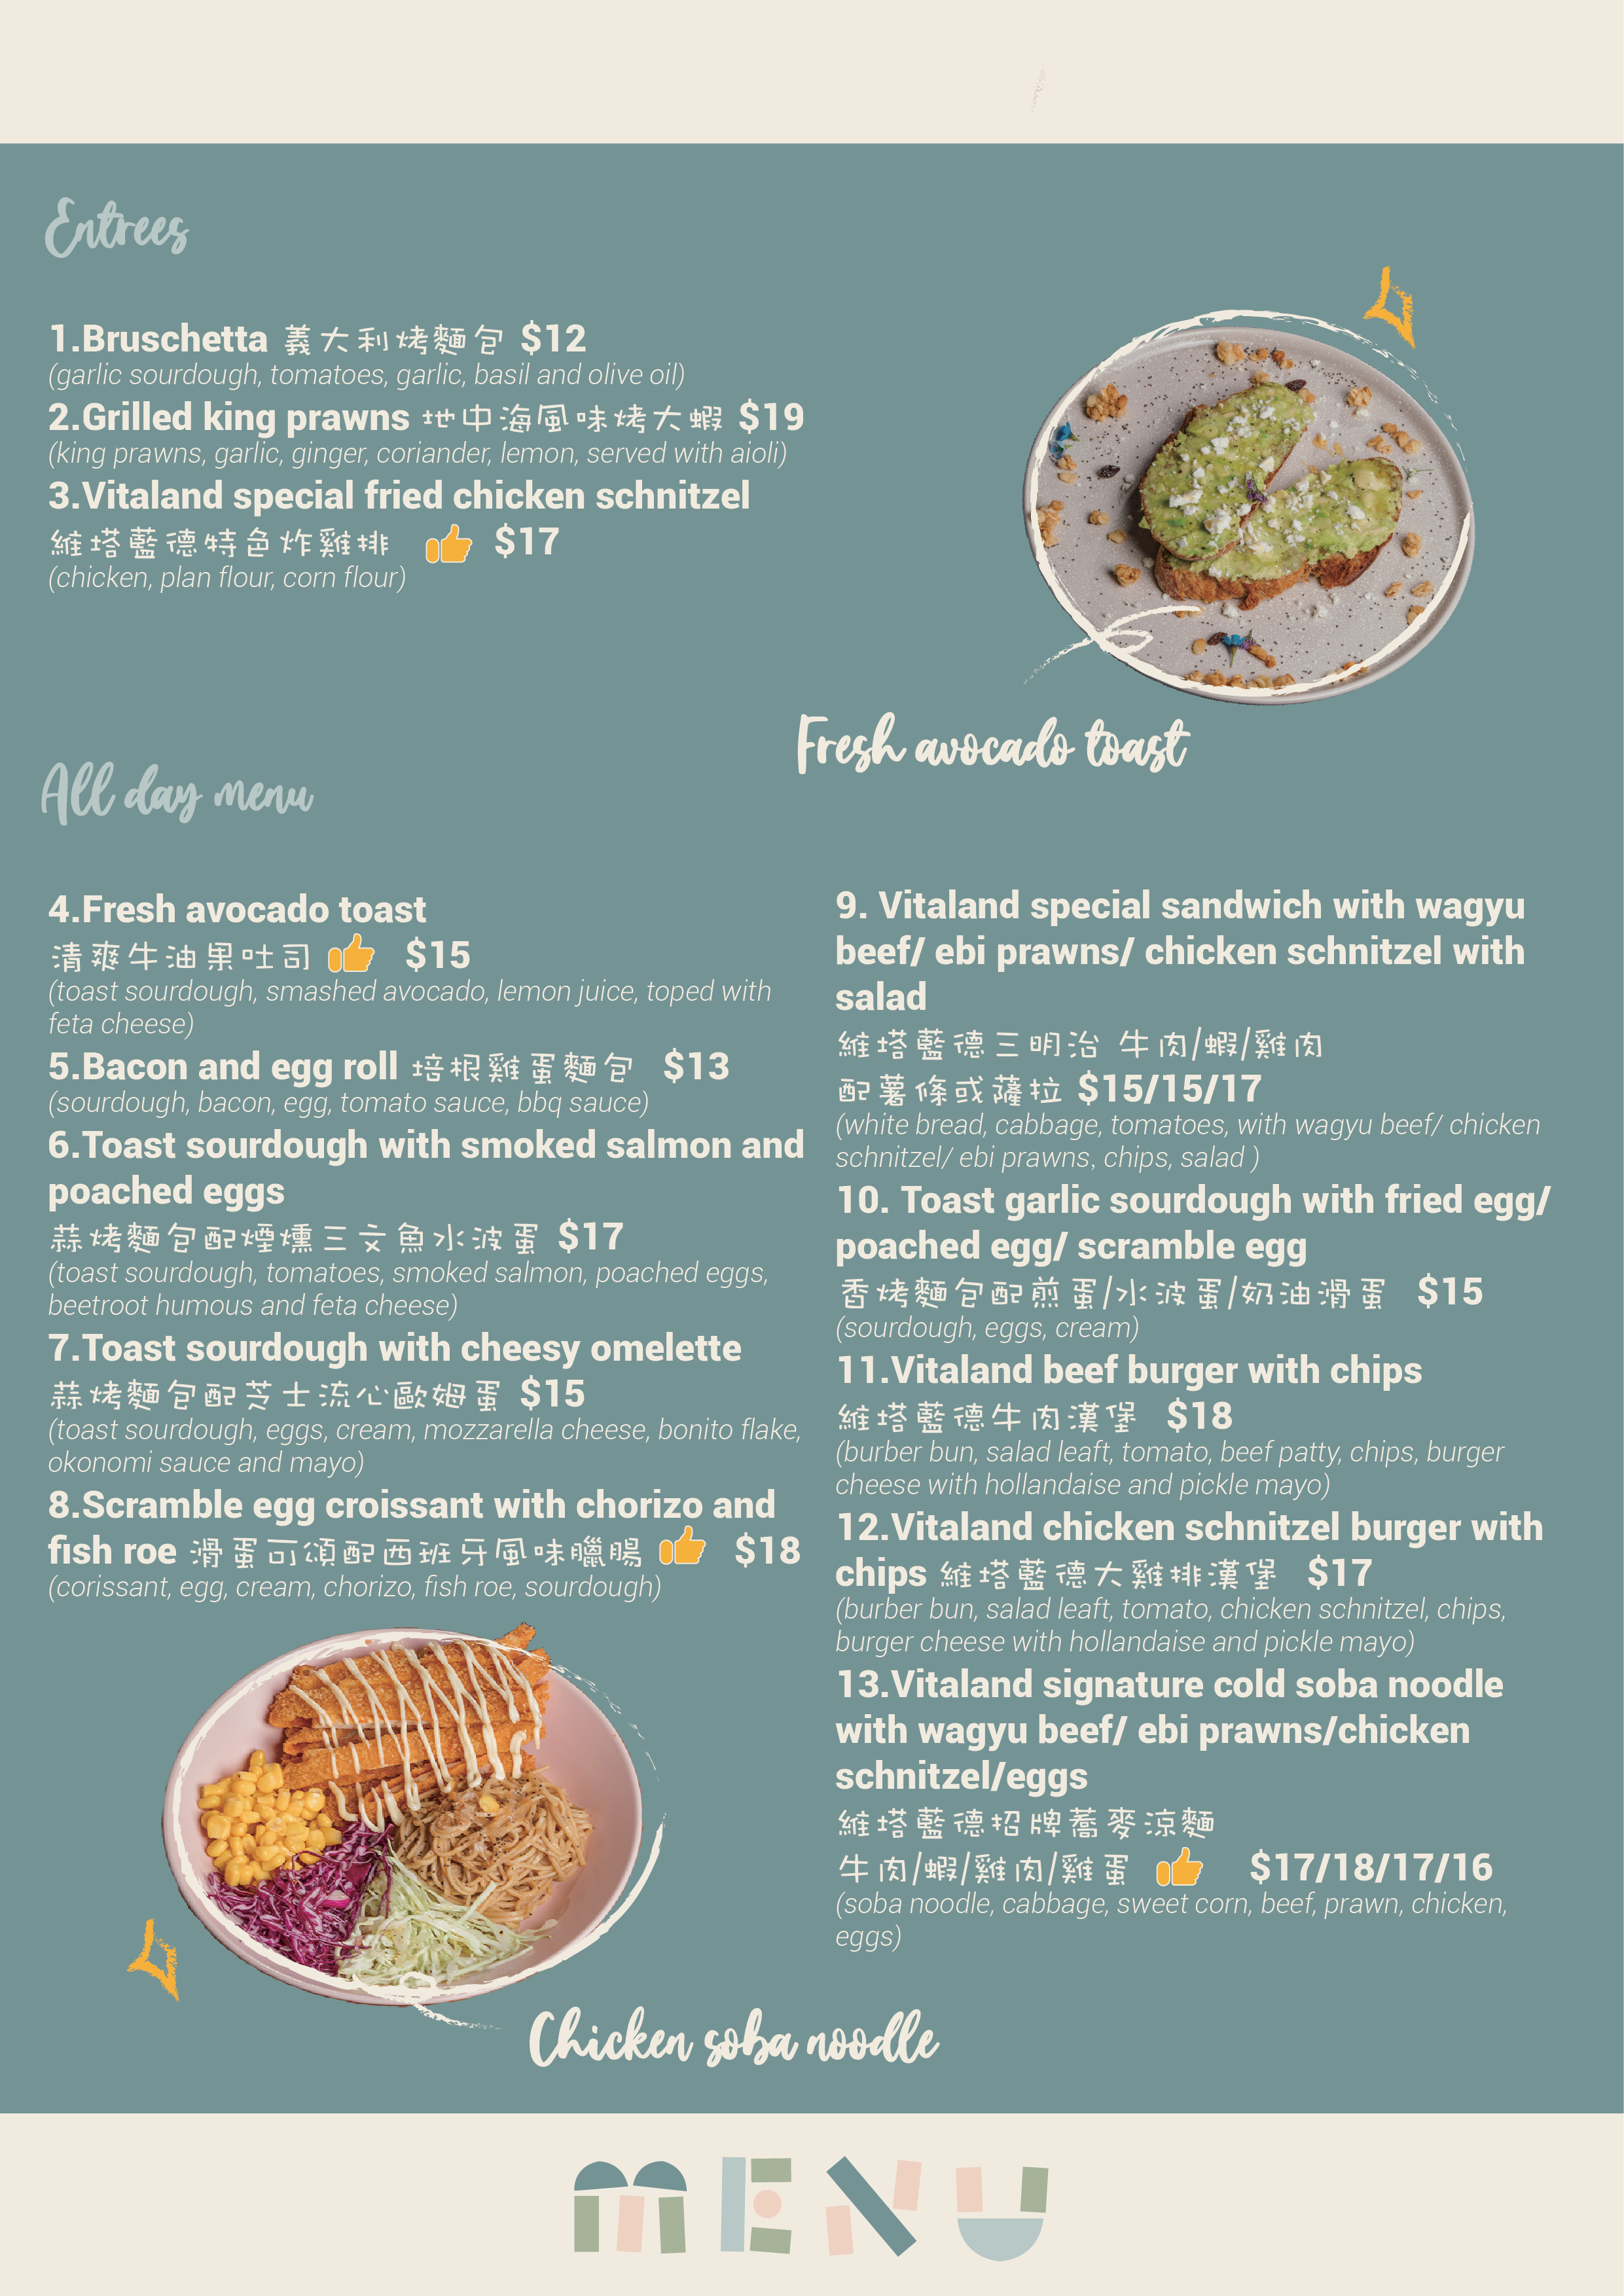 Entrees
1.Bruschetta 義大利烤麵包 $12
(garlic sourdough, tomatoes, garlic, basil and olive oil)
2.Grilled king prawns 地中海風味烤大蝦 $19
(king prawns, garlic, ginger, coriander, lemon, served with aioli)
3.Vitaland special fried chicken schnitzel
維塔藍德特色炸雞排 $17
(chicken, plan flour, corn flour)
Fresh avocado toast
All day menu
4.Fresh avocado toast
清爽牛油果吐司 $15
(toast sourdough, smashed avocado, lemon juice, toped with
feta cheese)
5.Bacon and egg roll 培根雞蛋麵包 $13
(sourdough, bacon, egg, tomato sauce, bbq sauce)
6.Toast sourdough with smoked salmon and
poached eggs
蒜烤麵包配煙燻三文魚水波蛋 $17
(toast sourdough, tomatoes, smoked salmon, poached eggs,
beetroot humous and feta cheese)
7.Toast sourdough with cheesy omelette
蒜烤麵包配芝士流心歐姆蛋 $15
(toast sourdough, eggs, cream, mozzarella cheese, bonito flake,
okonomi sauce and mayo)
8.Scramble egg croissant with chorizo and
fish roe 滑蛋可頌配西班牙風味臘腸 $18
(corissant, egg, cream, chorizo, fish roe, sourdough)
9. Vitaland special sandwich with wagyu
beef/ ebi prawns/ chicken schnitzel with
salad
維塔藍德三明治 牛肉/蝦/雞肉
配薯條或薩拉 $15/15/17
(white bread, cabbage, tomatoes, with wagyu beef/ chicken
schnitzel/ ebi prawns, chips, salad )
10. Toast garlic sourdough with fried egg/
poached egg/ scramble egg
香烤麵包配煎蛋/水波蛋/奶油滑蛋 $15
(sourdough, eggs, cream)
11.Vitaland beef burger with chips
維塔藍德牛肉漢堡 $18
(burber bun, salad leaft, tomato, beef patty, chips, burger
cheese with hollandaise and pickle mayo)
12.Vitaland chicken schnitzel burger with
chips 維塔藍德大雞排漢堡 $17
(burber bun, salad leaft, tomato, chicken schnitzel, chips,
burger cheese with hollandaise and pickle mayo)
13.Vitaland signature cold soba noodle
with wagyu beef/ ebi prawns/chicken
schnitzel/eggs
維塔藍德招牌蕎麥涼麵
牛肉/蝦/雞肉/雞蛋 $17/18/17/16
(soba noodle, cabbage, sweet corn, beef, prawn, chicken,
eggs)
Chicken soba noodle
MENU